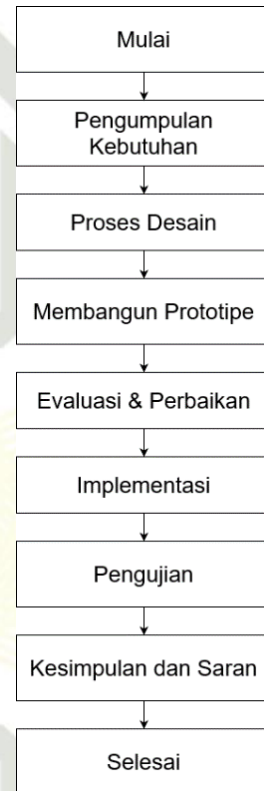 Mulai
Pengumpulan
Kebutuhan
Proses Desain
Membangun Prototipe
Evaluasi & Perbaikan
Implementasi
Pengujian
Kesimpulan dan Saran
Selesai